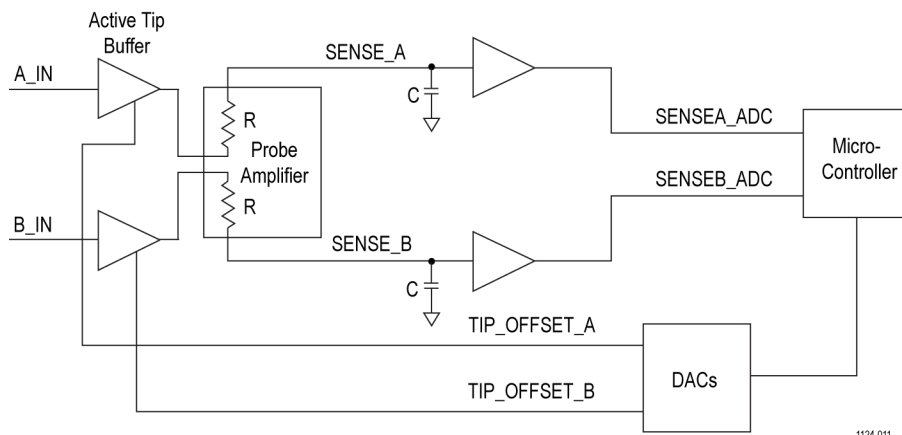 Active Tip
Buffer
A_IN
SENSE_A
C
R
Probe
Amplifier
R
SENSEA_ADC
Micro-
Controller
SENSEB_ADC
B_IN
SENSE_B
C
TIP_OFFSET_A
DACs
TIP_OFFSET_B
1124-011